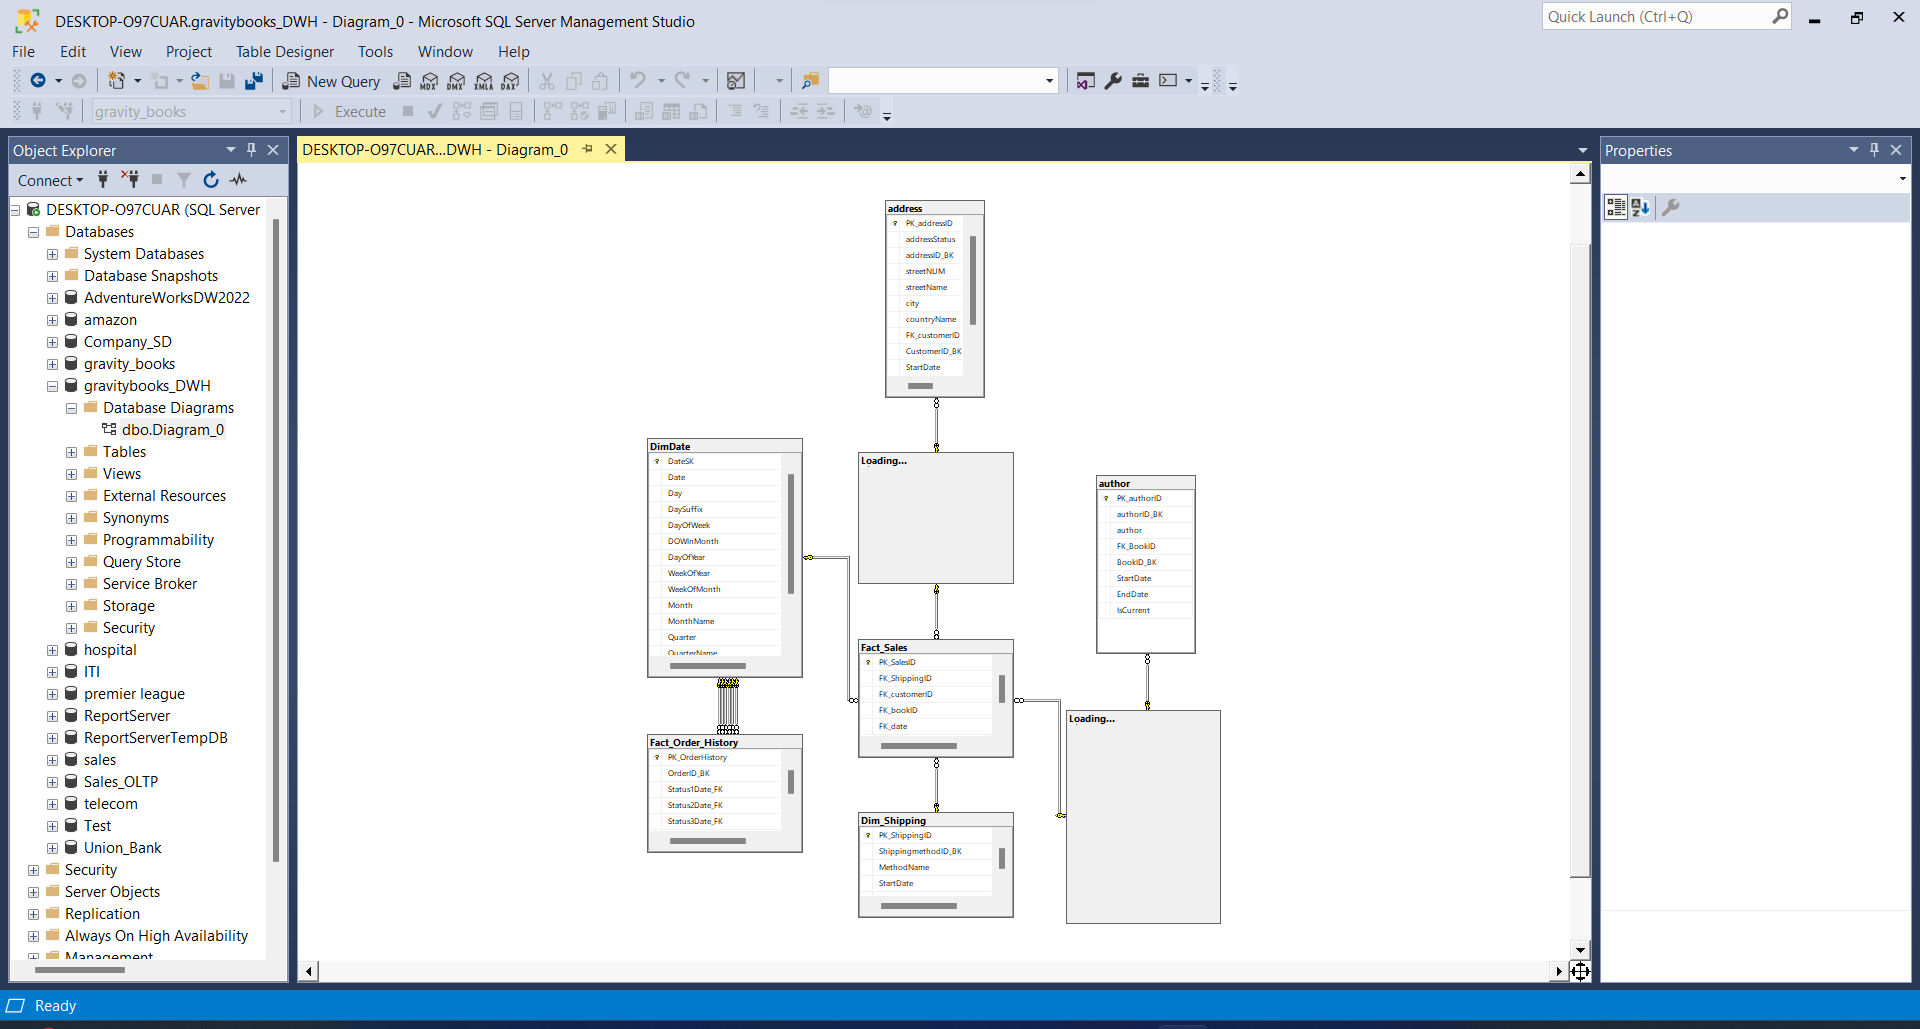 DESKTOP-O97CUAR.gravitybooks_DWH - Diagram_0 - Microsoft SQL Server Management Studio
Quick Launch (Ctrl+Q)
File Edit View Project Table Designer Tools Window Help
New Query MDX DMX XMLA DAX
gravity_books Execute
Object Explorer
Connect
DESKTOP-O97CUAR (SQL Server
Databases
System Databases
Database Snapshots
AdventureWorksDW2022
amazon
Company_SD
gravity_books
gravitybooks_DWH
Database Diagrams
dbo.Diagram_0
Tables
Views
External Resources
Synonyms
Programmability
Query Store
Service Broker
Storage
Security
hospital
ITI
premier league
ReportServer
ReportServerTempDB
sales
Sales_OLTP
telecom
Test
Union_Bank
Security
Server Objects
Replication
Always On High Availability
Management
DESKTOP-O97CUAR...DWH - Diagram_0
address
PK_addressID
addressStatus
addressID_BK
streetNUM
streetName
city
countryName
FK_customerID
CustomerID_BK
StartDate
DimDate
DateSK
Date
Day
DaySuffix
DayOfWeek
DOWInMonth
DayOfYear
WeekOfYear
WeekOfMonth
Month
MonthName
Quarter
QuarterName
Loading...
author
PK_authorID
authorID_BK
author
FK_BookID
BookID_BK
StartDate
EndDate
IsCurrent
Fact_Sales
PK_SalesID
FK_ShippingID
FK_customerID
FK_bookID
FK_date
Loading...
Fact_Order_History
PK_OrderHistory
OrderID_BK
Status1Date_FK
Status2Date_FK
Status3Date_FK
Dim_Shipping
PK_ShippingID
ShippingmethodID_BK
MethodName
StartDate
Properties
Ready